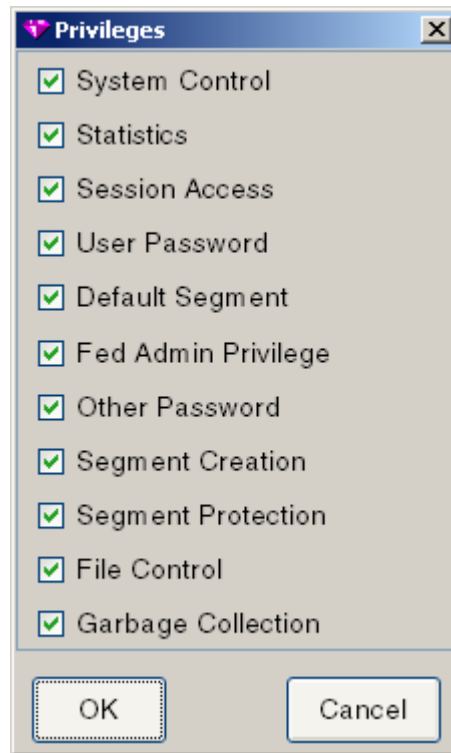 Privileges
System Control
Statistics
Session Access
User Password
Default Segment
Fed Admin Privilege
Other Password
Segment Creation
Segment Protection
File Control
Garbage Collection
OK Cancel